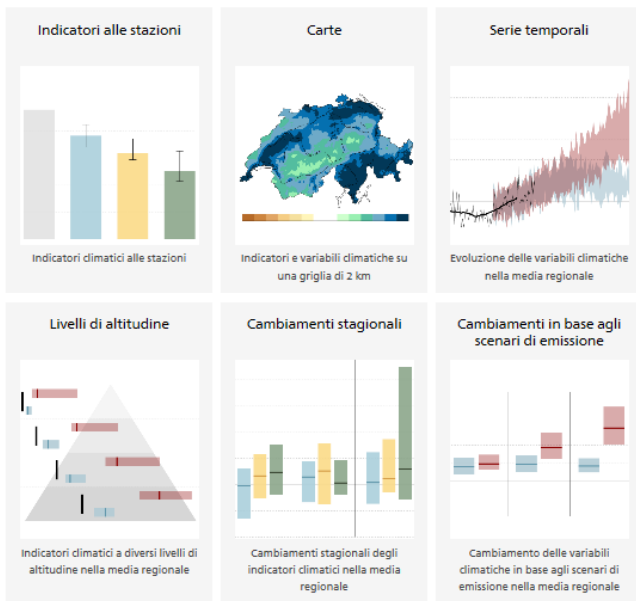 Indicatori alle stazioni
Indicatori climatici alle stazioni
Carte
Indicatori e variabili climatiche su
una griglia di 2 km
Serie temporali
Evoluzione delle variabili climatiche
nella media regionale
Livelli di altitudine
Indicatori climatici a diversi livelli di
altitudine nella media regionale
Cambiamenti stagionali
Cambiamenti stagionali degli
indicatori climatici nella media
regionale
Cambiamenti in base agli
scenari di emissione
Cambiamento delle variabili
climatiche in base agli scenari di
emissione nella media regionale